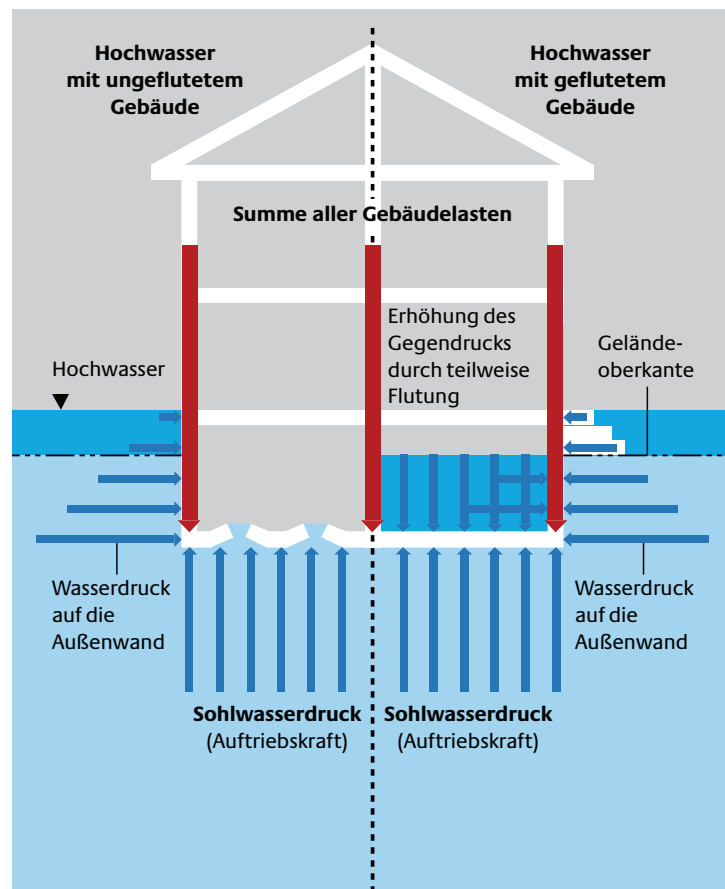 Hochwasser
mit ungeflutetem
Gebäude
Hochwasser
mit geflutetem
Gebäude
Summe aller Gebäudelasten
Erhöhung des
Gegendrucks
durch teilweise
Flutung
Hochwasser
Gelände-
oberkante
Wasserdruck
auf die
Außenwand
Wasserdruck
auf die
Außenwand
Sohlwasserdruck
(Auftriebskraft)
Sohlwasserdruck
(Auftriebskraft)